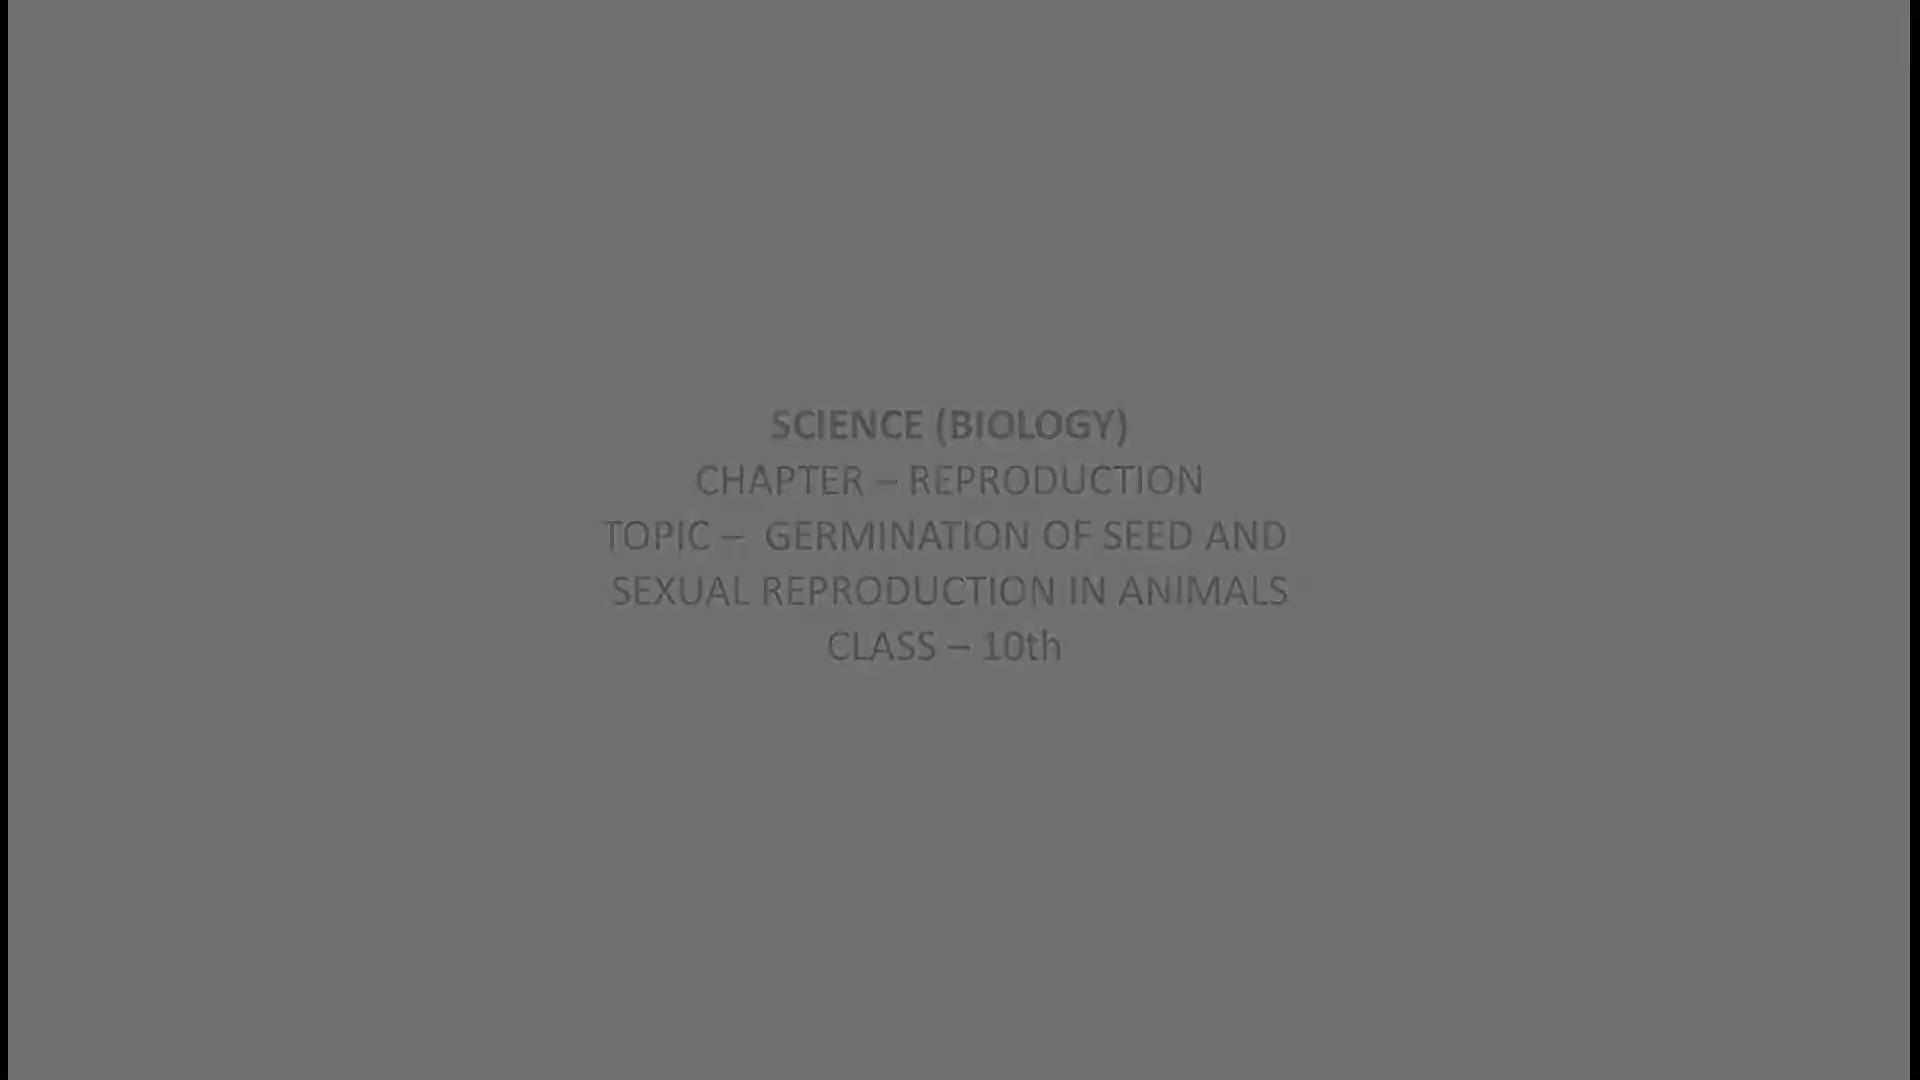 SCIENCE (BIOLOGY)
CHAPTER – REPRODUCTION
TOPIC – GERMINATION OF SEED AND
SEXUAL REPRODUCTION IN ANIMALS
CLASS – 10th